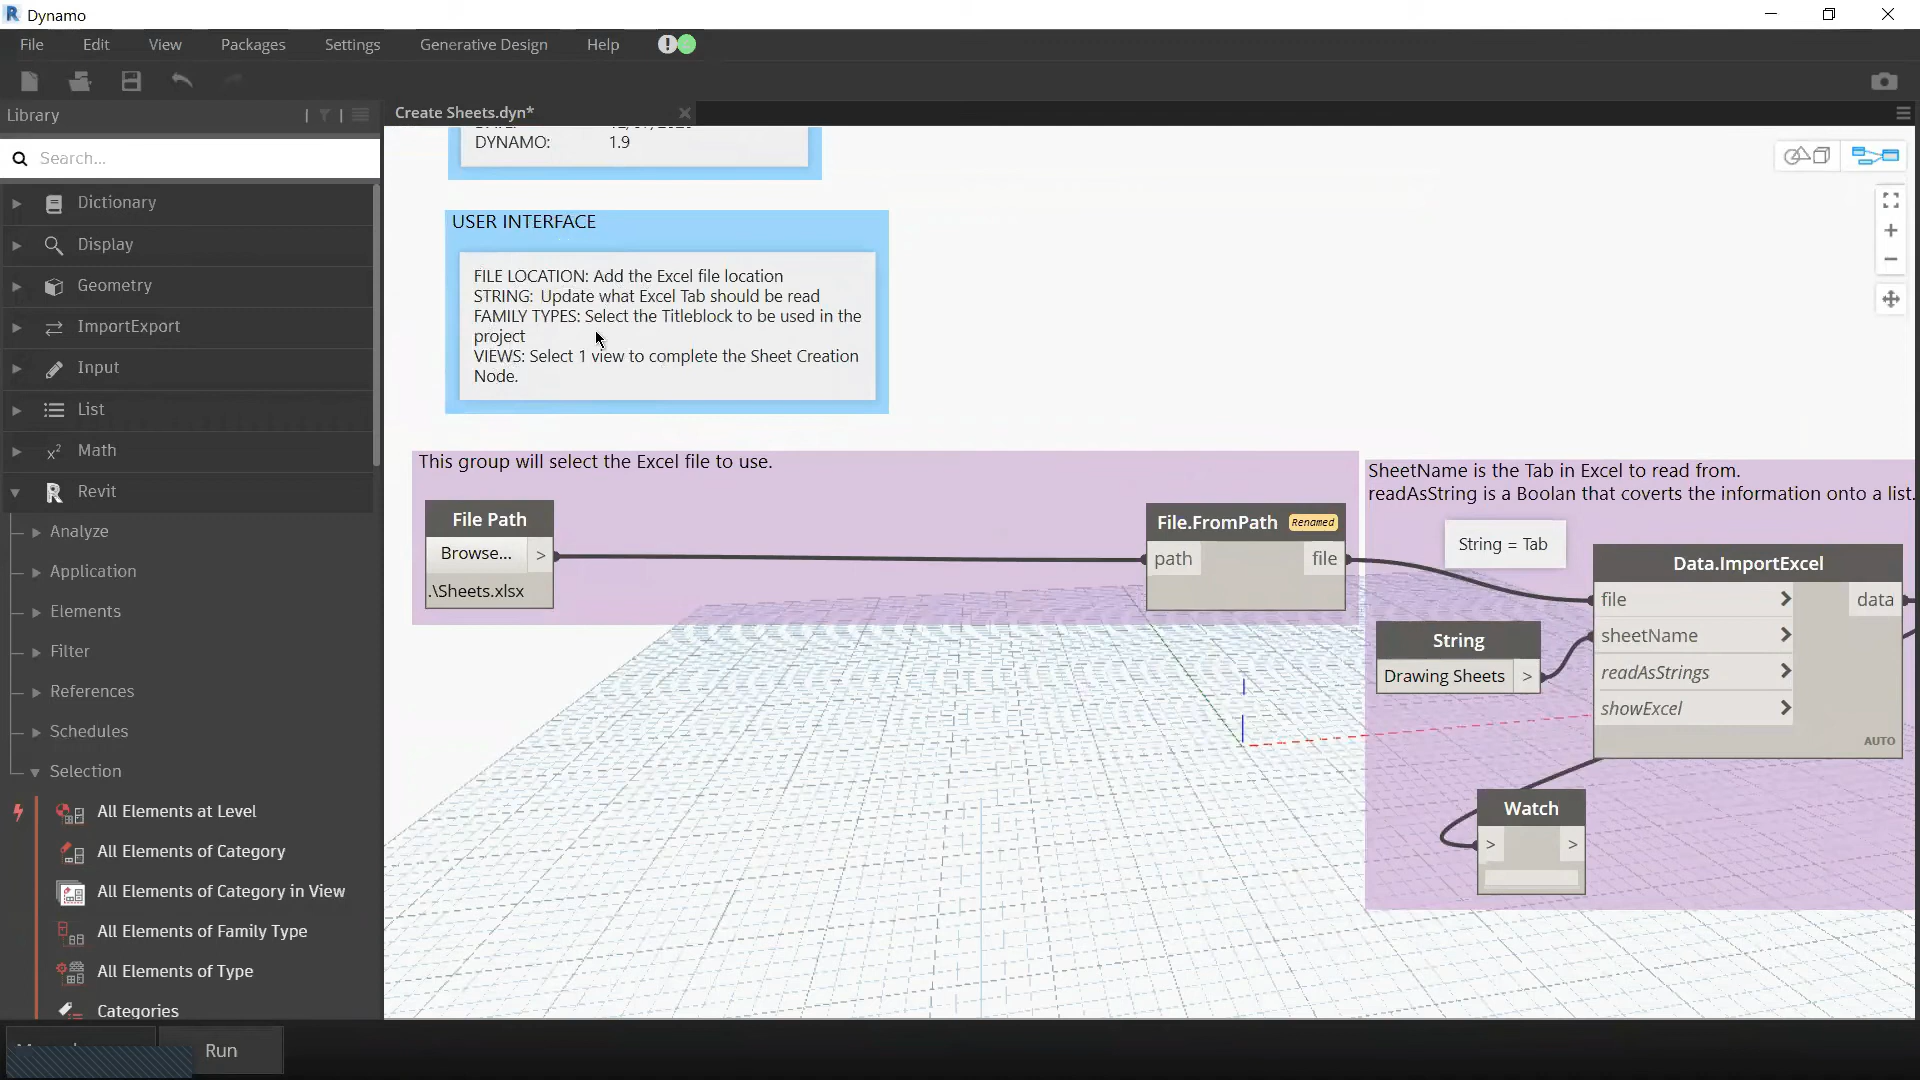 Dynamo
File Edit View Packages Settings Generative Design Help
Library
Create Sheets.dyn*
Search...
Dictionary
Display
Geometry
ImportExport
Input
List
Math
Revit
Analyze
Application
Elements
Filter
References
Schedules
Selection
All Elements at Level
All Elements of Category
All Elements of Category in View
All Elements of Family Type
All Elements of Type
Categories
Run
DYNAMO: 1.9
USER INTERFACE
FILE LOCATION: Add the Excel file location
STRING: Update what Excel Tab should be read
FAMILY TYPES: Select the Titleblock to be used in the
project
VIEWS: Select 1 view to complete the Sheet Creation
Node.
This group will select the Excel file to use.
File Path
Browse... >
.\Sheets.xlsx
File.FromPath Renamed
path file
SheetName is the Tab in Excel to read from.
readAsString is a Boolan that coverts the information onto a list.
String = Tab
String
Drawing Sheets >
Data.ImportExcel
file data
sheetName
readAsStrings
showExcel
AUTO
Watch
> >